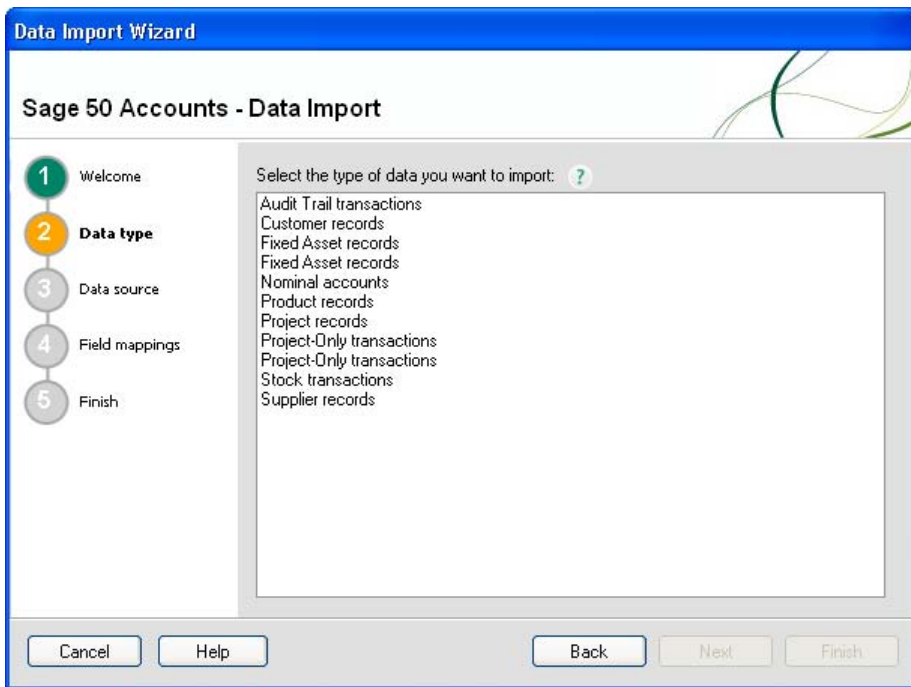 Data Import Wizard
Sage 50 Accounts - Data Import
1 Welcome
2 Data type
3 Data source
4 Field mappings
5 Finish
Select the type of data you want to import: ?
Audit Trail transactions
Customer records
Fixed Asset records
Fixed Asset records
Nominal accounts
Product records
Project records
Project-Only transactions
Project-Only transactions
Stock transactions
Supplier records
Cancel Help Back Next Finish